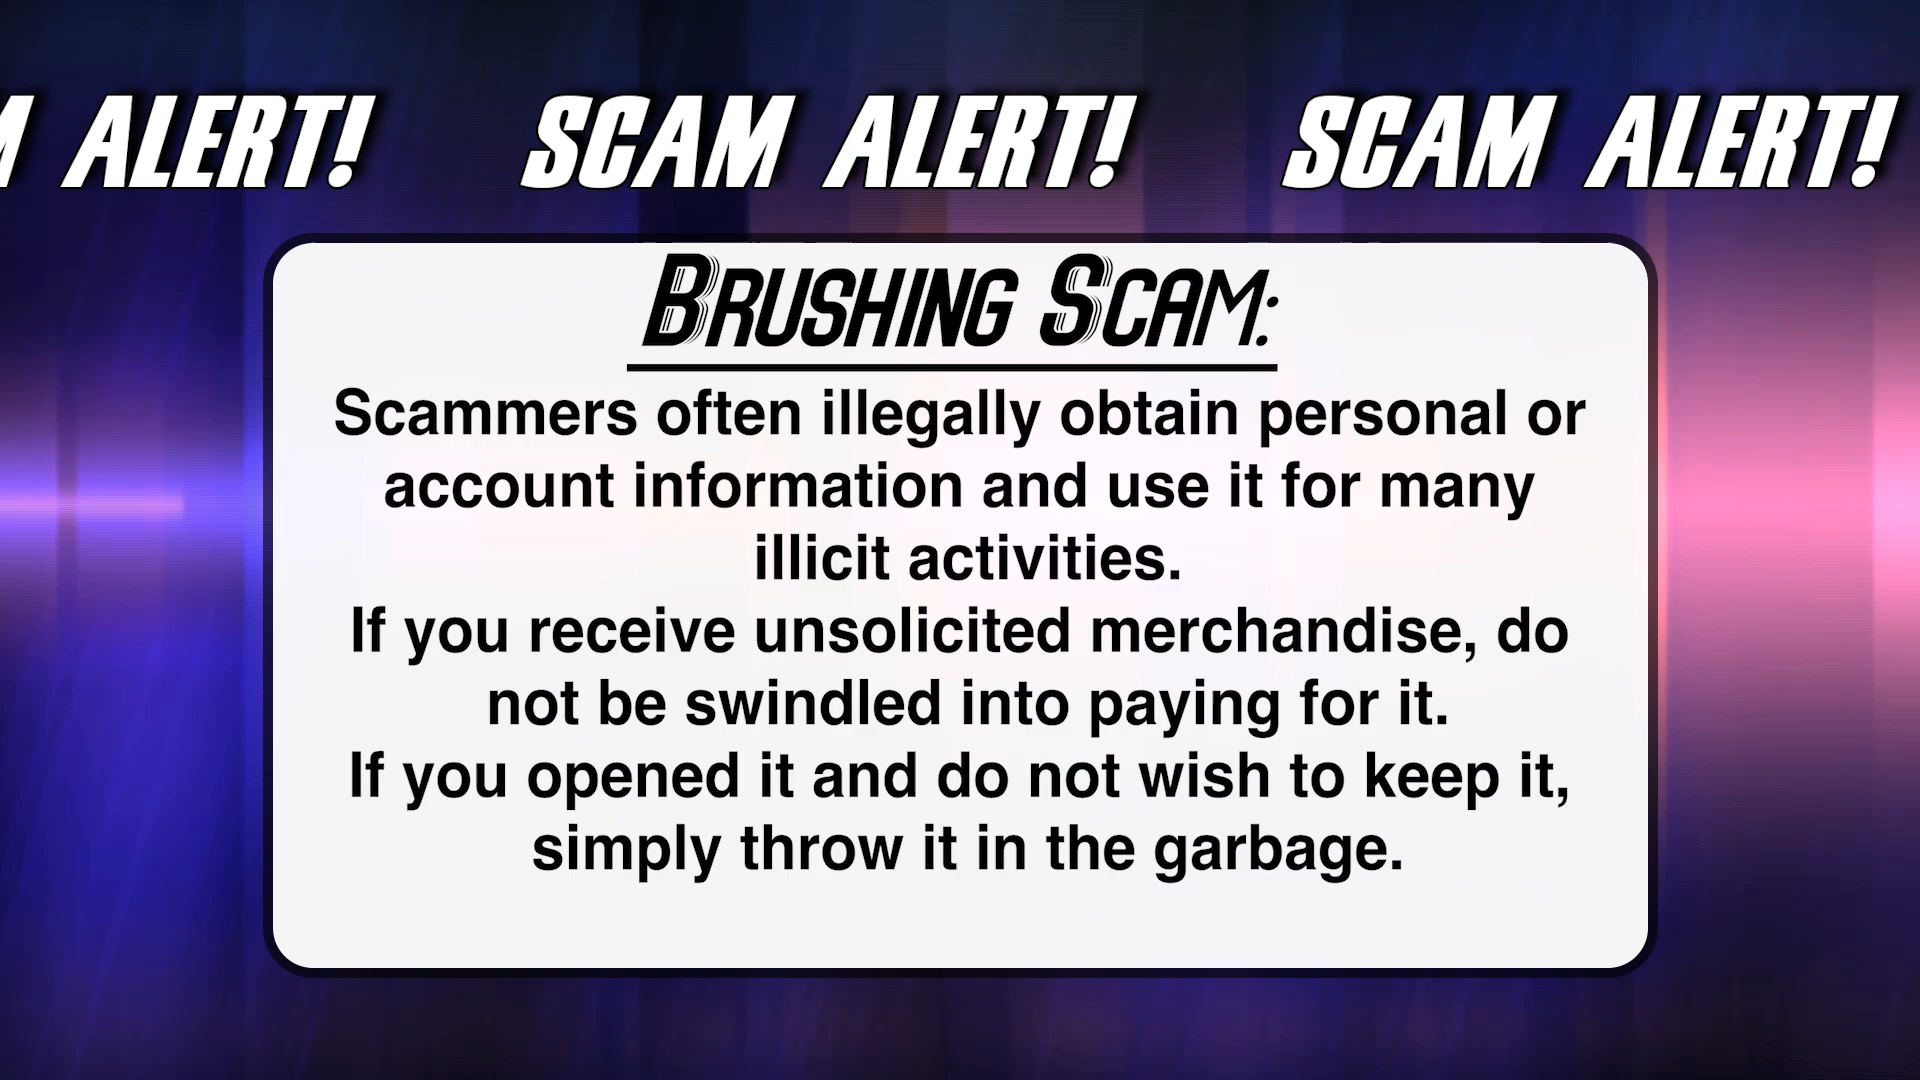 M ALERT! SCAM ALERT! SCAM ALERT!
BRUSHING SCAM:
Scammers often illegally obtain personal or
account information and use it for many
illicit activities.
If you receive unsolicited merchandise, do
not be swindled into paying for it.
If you opened it and do not wish to keep it,
simply throw it in the garbage.